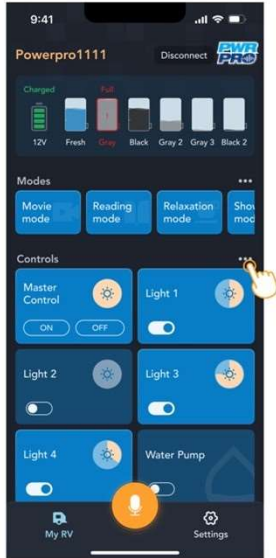 9:41
Powerpro1111
Disconnect
PWR
PRO
Charged
Full
12V Fresh Gray Black Gray 2 Gray 3 Black 2
Modes
Movie
mode
Reading
mode
Relaxation
mode
Show
mod
Controls
Master
Control
ON OFF
Light 1
Light 2
Light 3
Light 4
Water Pump
My RV
Settings